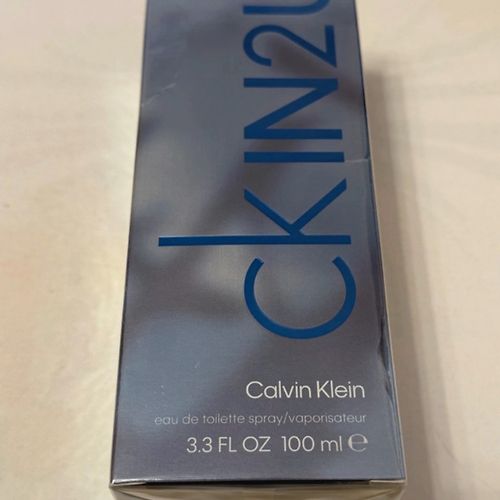 ckIN2U
Calvin Klein
eau de toilette spray/vaporisateur
3.3 FL OZ 100 ml ℮